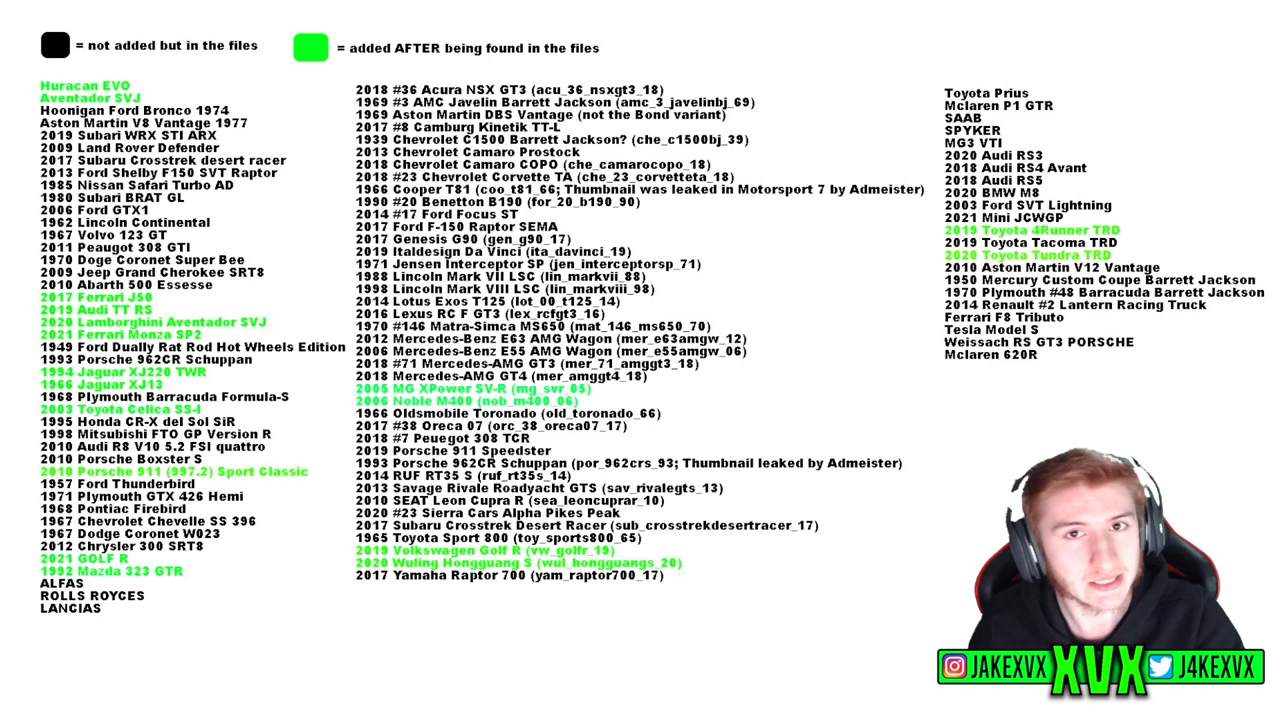 = not added but in the files
= added AFTER being found in the files
Huracan EVO
Aventador SVJ
Hoonigan Ford Bronco 1974
Aston Martin V8 Vantage 1977
2019 Subari WRX STI ARX
2009 Land Rover Defender
2017 Subaru Crosstrek desert racer
2013 Ford Shelby F150 SVT Raptor
1985 Nissan Safari Turbo AD
1980 Subari BRAT GL
2006 Ford GTX1
1962 Lincoln Continental
1967 Volvo 123 GT
2011 Peaugot 308 GTI
1970 Doge Coronet Super Bee
2009 Jeep Grand Cherokee SRT8
2010 Abarth 500 Essesse
2017 Ferrari J50
2019 Audi TT RS
2020 Lamborghini Aventador SVJ
2021 Ferrari Monza SP2
1949 Ford Dually Rat Rod Hot Wheels Edition
1993 Porsche 962CR Schuppan
1994 Jaguar XJ220 TWR
1966 Jaguar XJ13
1968 Plymouth Barracuda Formula-S
2003 Toyota Celica SS-I
1995 Honda CR-X del Sol SiR
1998 Mitsubishi FTO GP Version R
2010 Audi R8 V10 5.2 FSI quattro
2010 Porsche Boxster S
2010 Porsche 911 (997.2) Sport Classic
1957 Ford Thunderbird
1971 Plymouth GTX 426 Hemi
1968 Pontiac Firebird
1967 Chevrolet Chevelle SS 396
1967 Dodge Coronet W023
2012 Chrysler 300 SRT8
2021 GOLF R
1992 Mazda 323 GTR
ALFAS
ROLLS ROYCES
LANCIAS
2018 #36 Acura NSX GT3 (acu_36_nsxgt3_18)
1969 #3 AMC Javelin Barrett Jackson (amc_3_javelinbj_69)
1969 Aston Martin DBS Vantage (not the Bond variant)
2017 #8 Camburg Kinetik TT-L
1939 Chevrolet C1500 Barrett Jackson? (che_c1500bj_39)
2013 Chevrolet Camaro Prostock
2018 Chevrolet Camaro COPO (che_camarocopo_18)
2018 #23 Chevrolet Corvette TA (che_23_corvetteta_18)
1966 Cooper T81 (coo_t81_66; Thumbnail was leaked in Motorsport 7 by Admeister)
1990 #20 Benetton B190 (for_20_b190_90)
2014 #17 Ford Focus ST
2017 Ford F-150 Raptor SEMA
2017 Genesis G90 (gen_g90_17)
2019 Italdesign Da Vinci (ita_davinci_19)
1971 Jensen Interceptor SP (jen_interceptorsp_71)
1988 Lincoln Mark VII LSC (lin_markvii_88)
1998 Lincoln Mark VIII LSC (lin_markviii_98)
2014 Lotus Exos T125 (lot_00_t125_14)
2016 Lexus RC F GT3 (lex_rcfgt3_16)
1970 #146 Matra-Simca MS650 (mat_146_ms650_70)
2012 Mercedes-Benz E63 AMG Wagon (mer_e63amgw_12)
2006 Mercedes-Benz E55 AMG Wagon (mer_e55amgw_06)
2018 #71 Mercedes-AMG GT3 (mer_71_amggt3_18)
2018 Mercedes-AMG GT4 (mer_amggt4_18)
2005 MG XPower SV-R (mg_svr_05)
2006 Noble M400 (nob_m400_06)
1966 Oldsmobile Toronado (old_toronado_66)
2017 #38 Oreca 07 (orc_38_oreca07_17)
2018 #7 Peuegot 308 TCR
2019 Porsche 911 Speedster
1993 Porsche 962CR Schuppan (por_962crs_93; Thumbnail leaked by Admeister)
2014 RUF RT35 S (ruf_rt35s_14)
2013 Savage Rivale Roadyacht GTS (sav_rivalegts_13)
2010 SEAT Leon Cupra R (sea_leoncuprar_10)
2020 #23 Sierra Cars Alpha Pikes Peak
2017 Subaru Crosstrek Desert Racer (sub_crosstrekdesertracer_17)
1965 Toyota Sport 800 (toy_sports800_65)
2019 Volkswagen Golf R (vw_golfr_19)
2020 Wuling Hongguang S (wul_hongguangs_20)
2017 Yamaha Raptor 700 (yam_raptor700_17)
Toyota Prius
Mclaren P1 GTR
SAAB
SPYKER
MG3 VTI
2020 Audi RS3
2018 Audi RS4 Avant
2018 Audi RS5
2020 BMW M8
2003 Ford SVT Lightning
2021 Mini JCWGP
2019 Toyota 4Runner TRD
2019 Toyota Tacoma TRD
2020 Toyota Tundra TRD
2010 Aston Martin V12 Vantage
1950 Mercury Custom Coupe Barrett Jackson
1970 Plymouth #48 Barracuda Barrett Jackson
2014 Renault #2 Lantern Racing Truck
Ferrari F8 Tributo
Tesla Model S
Weissach RS GT3 PORSCHE
Mclaren 620R
JAKEXVX XVX J4KEXVX